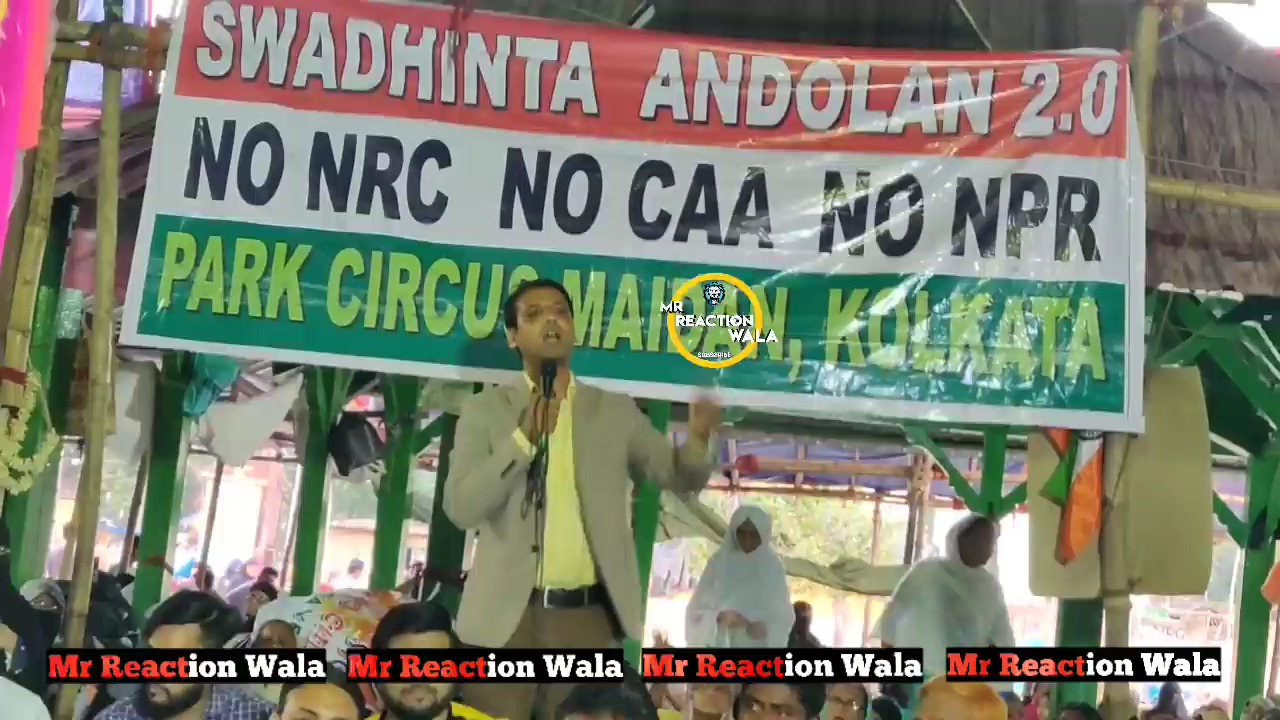 SWADHINTA ANDOLAN 2.0
NO NRC NO CAA NO NPR
PARK CIRCUS MAIDAN, KOLKATA
MR
REACTION
WALA
SUBSCRIBE
Mr Reaction Wala Mr Reaction Wala Mr Reaction Wala Mr Reaction Wala